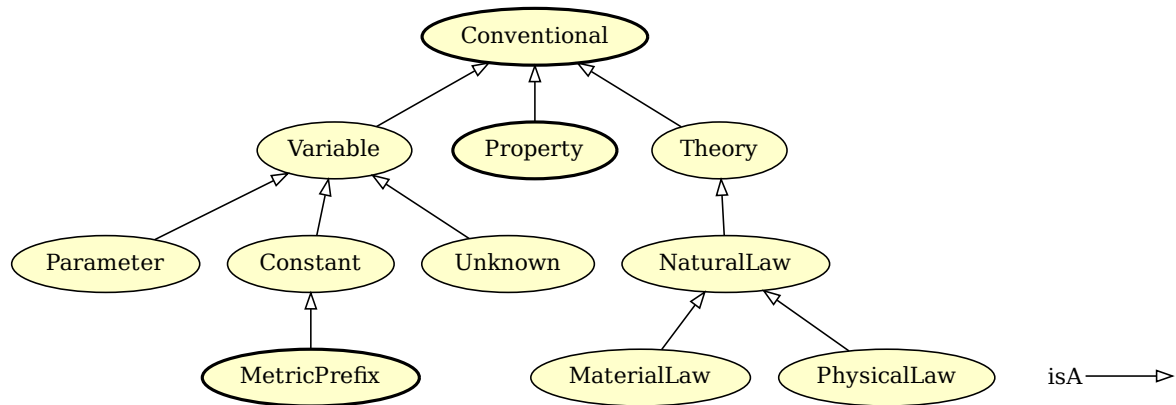 Conventional
Variable
Property
Theory
Parameter
Constant
Unknown
NaturalLaw
MetricPrefix
MaterialLaw
PhysicalLaw
isA